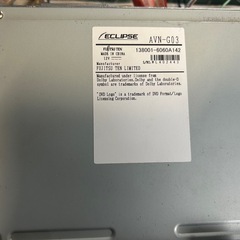 ECLIPSE AVN-G03
FUJITSU TEN
MADE IN CHINA 138001-6060A142
12V
Manufacturer
FUJITSU TEN LIMITED
Manufactured under license from
Dolby Laboratories. Dolby and the double-D
symbol are trademarks of Dolby Laboratories.
"DVD Logo" is a trademark of DVD Format/Logo
Licensing Corporation.